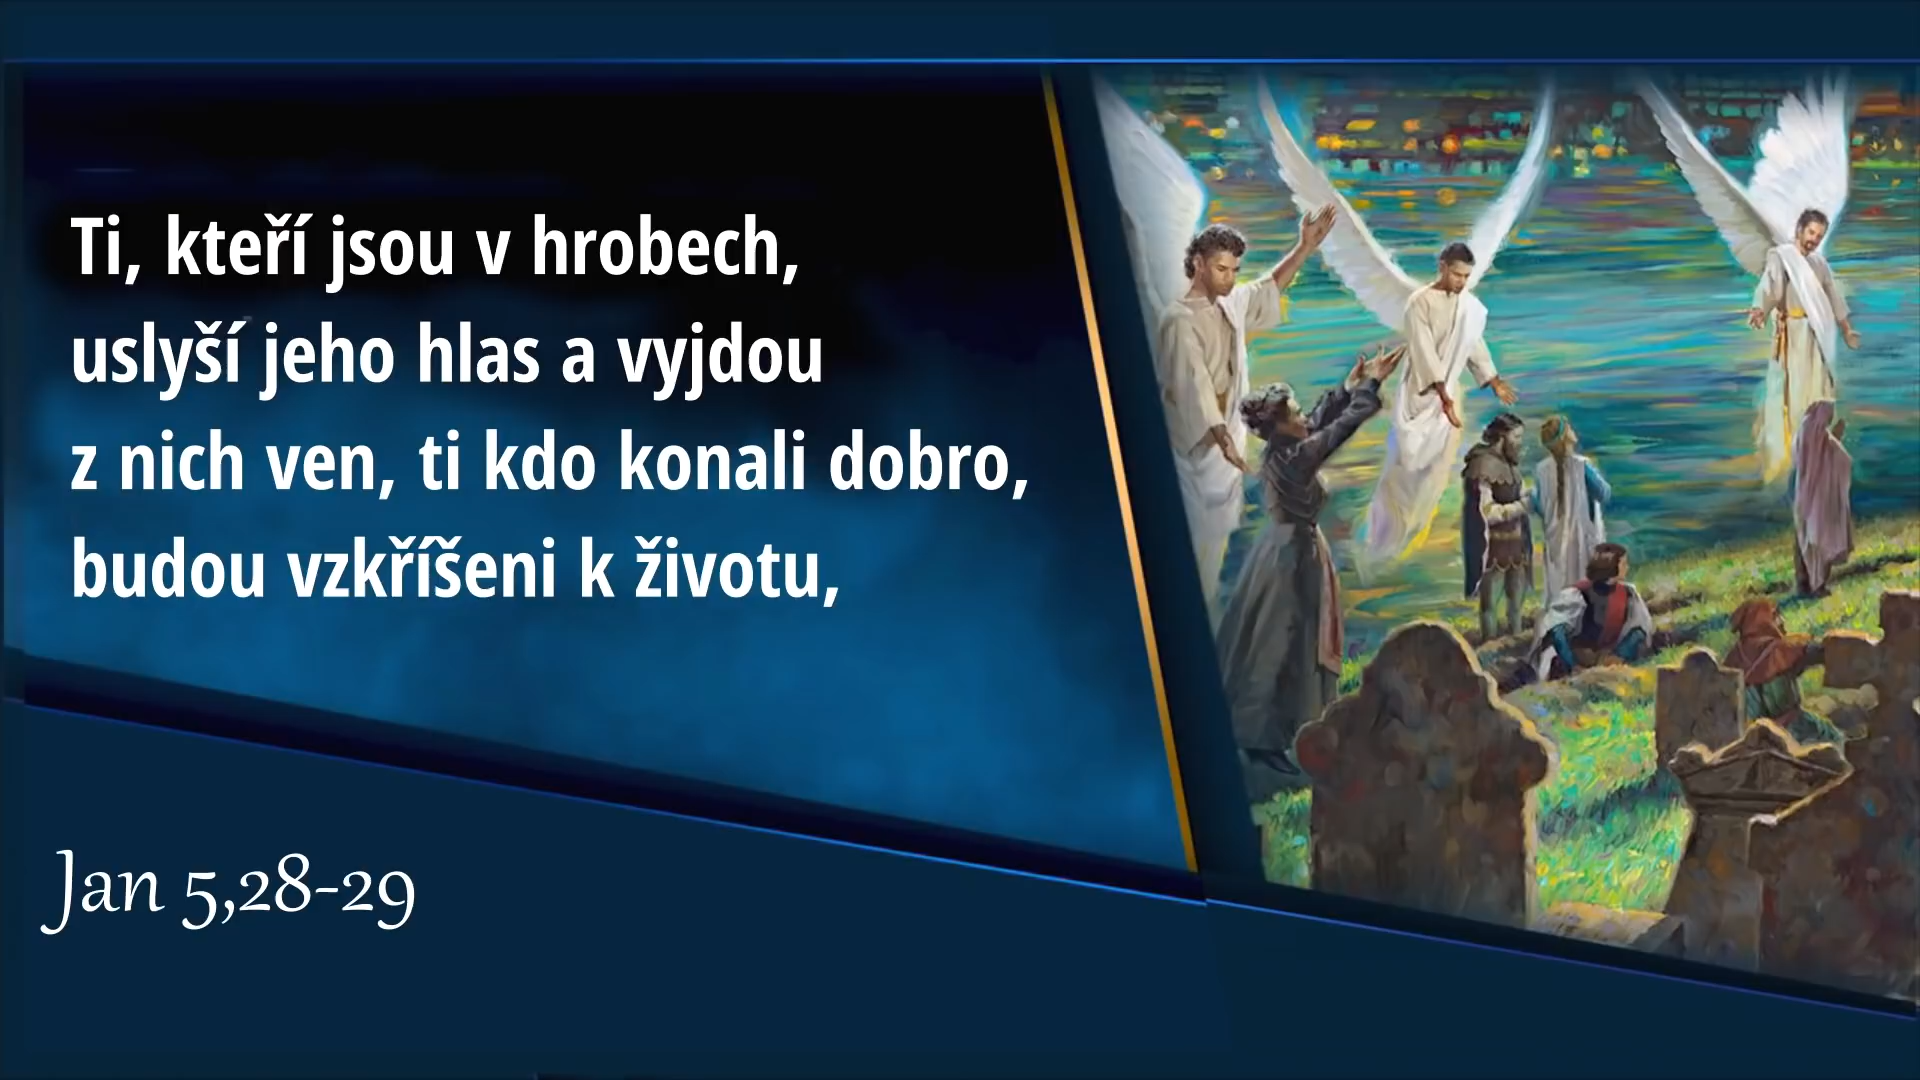 Ti, kteří jsou v hrobech,
uslyší jeho hlas a vyjdou
z nich ven, ti kdo konali dobro,
budou vzkříšeni k životu,
Jan 5,28-29